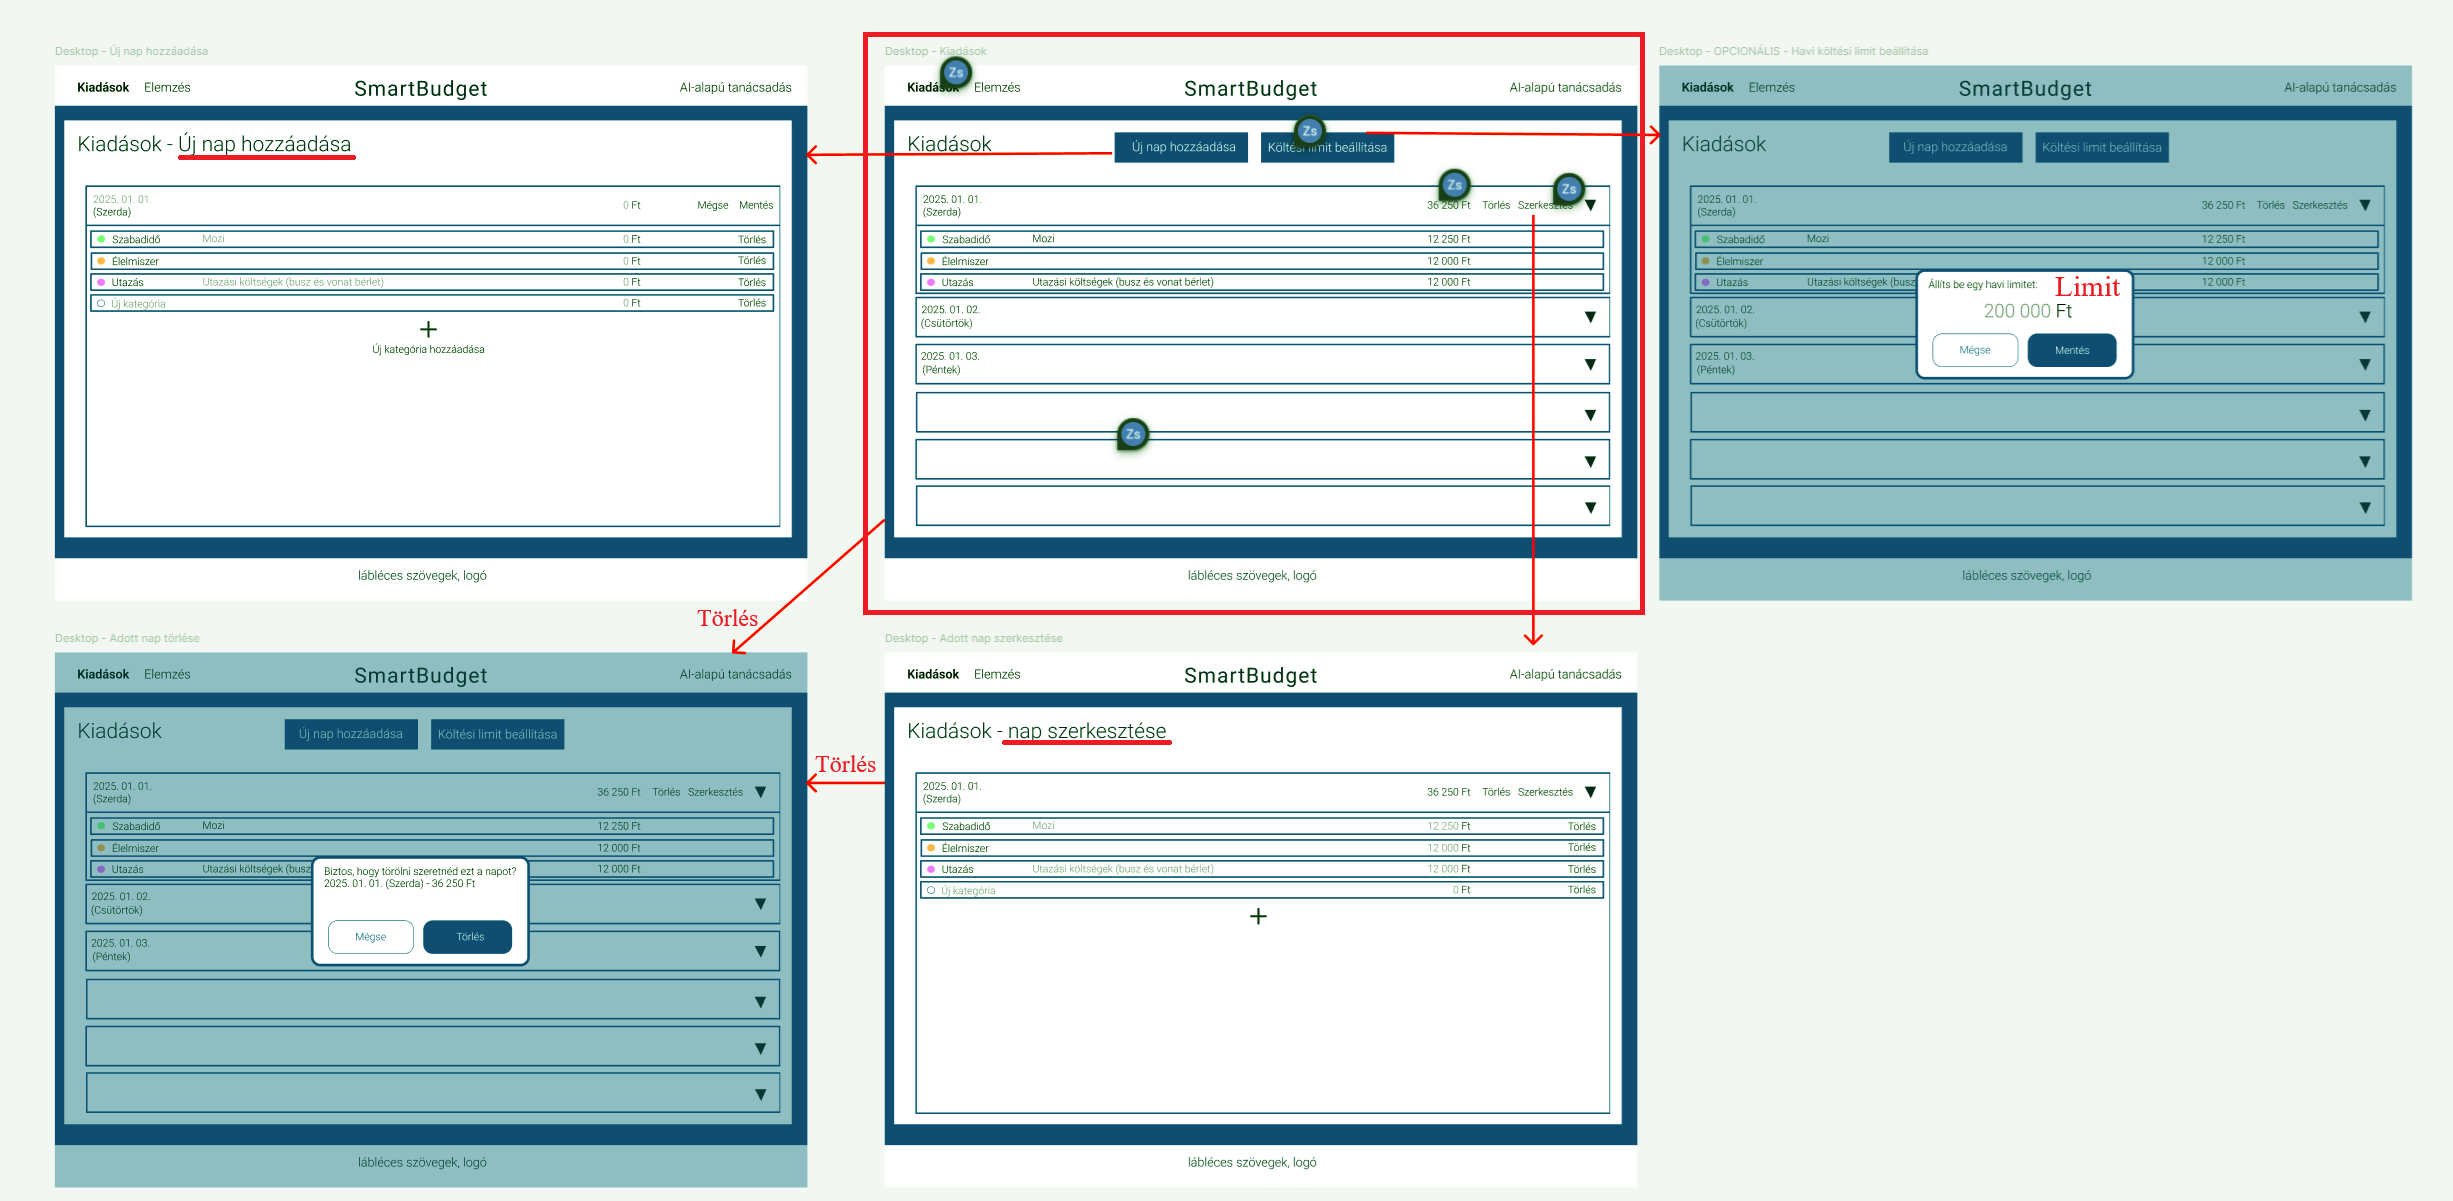 Desktop - Új nap hozzáadása
Kiadások Elemzés SmartBudget AI-alapú tanácsadás
Kiadások - Új nap hozzáadása
2025. 01. 01.
(Szerda)
0 Ft Mégse Mentés
Szabadidő Mozi 0 Ft Törlés
Élelmiszer 0 Ft Törlés
Utazás Utazási költségek (busz és vonat bérlet) 0 Ft Törlés
Új kategória 0 Ft Törlés
+
Új kategória hozzáadása
lábléces szövegek, logó
Desktop - Kiadások
Zs
Kiadások Elemzés SmartBudget AI-alapú tanácsadás
Zs
Kiadások Új nap hozzáadása Költési limit beállítása
Zs Zs
2025. 01. 01.
(Szerda)
36 250 Ft Törlés Szerkesztés
Szabadidő Mozi 12 250 Ft
Élelmiszer 12 000 Ft
Utazás Utazási költségek (busz és vonat bérlet) 12 000 Ft
2025. 01. 02.
(Csütörtök)
2025. 01. 03.
(Péntek)
Zs
lábléces szövegek, logó
Desktop - OPCIONÁLIS - Havi költési limit beállítása
Kiadások Elemzés SmartBudget AI-alapú tanácsadás
Kiadások Új nap hozzáadása Költési limit beállítása
2025. 01. 01.
(Szerda)
36 250 Ft Törlés Szerkesztés
Szabadidő Mozi 12 250 Ft
Élelmiszer 12 000 Ft
Utazás Utazási költségek (busz 12 000 Ft
2025. 01. 02.
(Csütörtök)
2025. 01. 03.
(Péntek)
Állíts be egy havi limitet: Limit
200 000 Ft
Mégse Mentés
lábléces szövegek, logó
Törlés
Desktop - Adott nap törlése
Kiadások Elemzés SmartBudget AI-alapú tanácsadás
Kiadások Új nap hozzáadása Költési limit beállítása
2025. 01. 01.
(Szerda)
36 250 Ft Törlés Szerkesztés
Szabadidő Mozi 12 250 Ft
Élelmiszer 12 000 Ft
Utazás Utazási költségek (busz 12 000 Ft
2025. 01. 02.
(Csütörtök)
2025. 01. 03.
(Péntek)
Biztos, hogy törölni szeretnéd ezt a napot?
2025. 01. 01. (Szerda) - 36 250 Ft
Mégse Törlés
lábléces szövegek, logó
Törlés
Desktop - Adott nap szerkesztése
Kiadások Elemzés SmartBudget AI-alapú tanácsadás
Kiadások - nap szerkesztése
2025. 01. 01.
(Szerda)
36 250 Ft Törlés Szerkesztés
Szabadidő Mozi 12 250 Ft Törlés
Élelmiszer 12 000 Ft Törlés
Utazás Utazási költségek (busz és vonat bérlet) 12 000 Ft Törlés
Új kategória 0 Ft Törlés
+
lábléces szövegek, logó